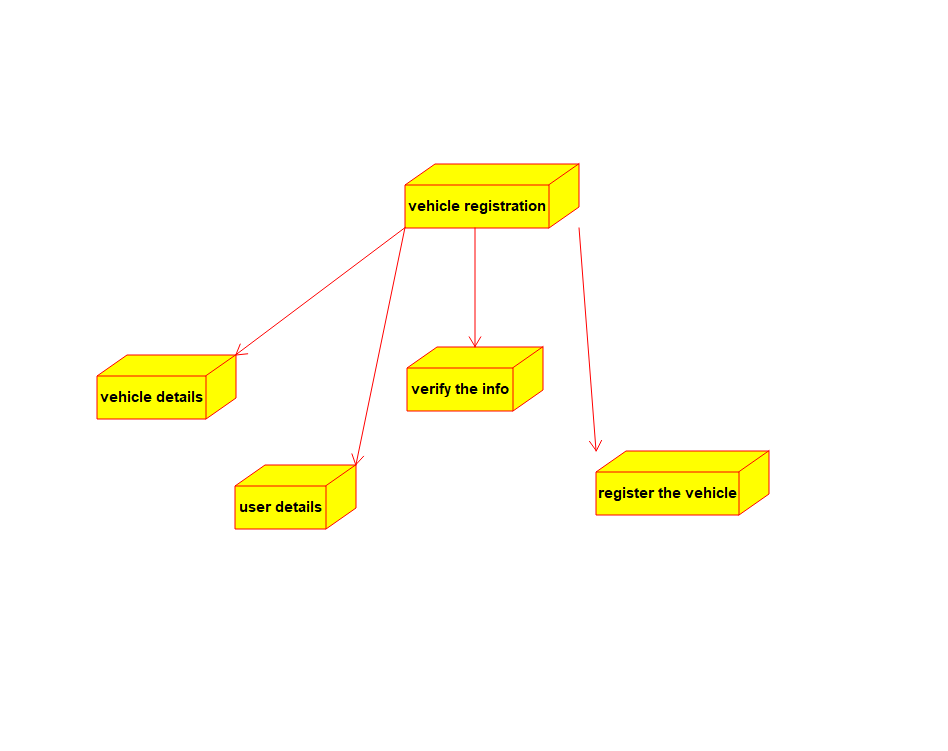 vehicle registration
vehicle details
verify the info
user details
register the vehicle